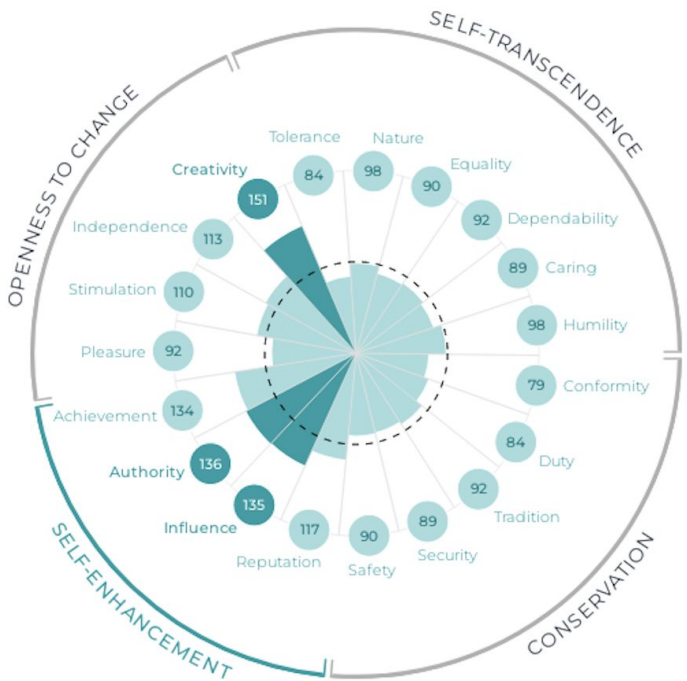 SELF-TRANSCENDENCE
OPENNESS TO CHANGE
Tolerance
84
Nature
98
Equality
90
Dependability
92
Caring
89
Humility
98
Conformity
79
Duty
84
Tradition
92
Security
89
Safety
90
Reputation
117
Influence
135
Authority
136
Achievement
134
Pleasure
92
Stimulation
110
Independence
113
Creativity
151
CONSERVATION
SELF-ENHANCEMENT